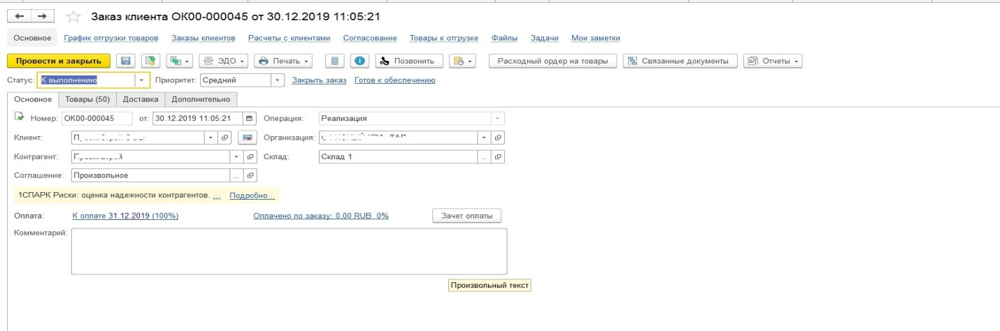 Заказ клиента ОК00-000045 от 30.12.2019 11:05:21
Основное График отгрузки товаров Заказы клиентов Расчеты с клиентами Согласование Товары к отгрузке Файлы Задачи Мои заметки
Провести и закрыть ЭДО Печать Позвонить Расходный ордер на товары Связанные документы Отчеты
Статус: К выполнению Приоритет: Средний Закрыть заказ Готов к обеспечению
Основное Товары (50) Доставка Дополнительно
Номер: ОК00-000045 от: 30.12.2019 11:05:21 Операция: Реализация
Клиент: Организация:
Контрагент: Склад: Склад 1
Соглашение: Произвольное
1СПАРК Риски: оценка надежности контрагентов. ... Подробно...
Оплата: К оплате 31.12.2019 (100%) Оплачено по заказу: 0,00 RUB 0% Зачет оплаты
Комментарий:
Произвольный текст